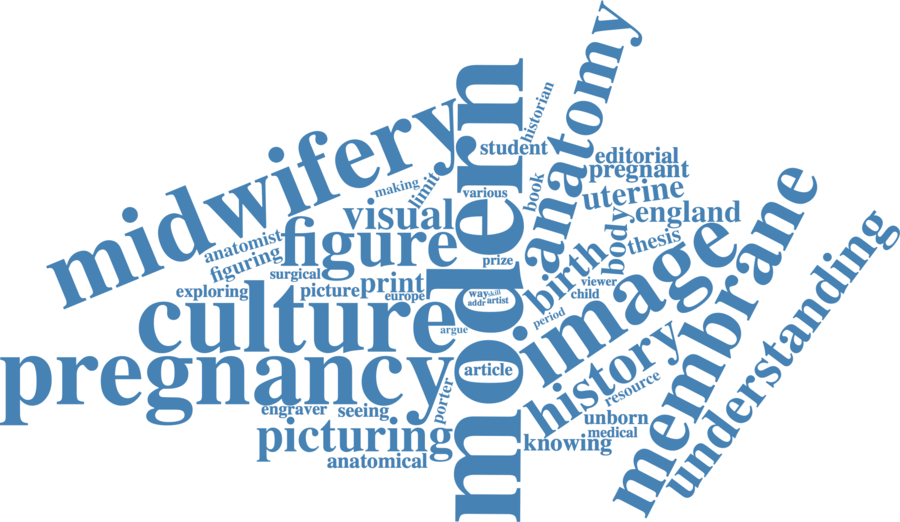 midwifery
modern
anatomy
historian
student
editorial
pregnant
making
limit
various
book
uterine
visual
england
figure
anatomist
figuring
body
thesis
membrane
understanding
prize
surgical
birth
image
exploring
picture
print
europe
way
skill
addr
artist
viewer
child
culture
argue
period
history
pregnancy
article
resource
porter
engraver
seeing
unborn
medical
picturing
knowing
anatomical